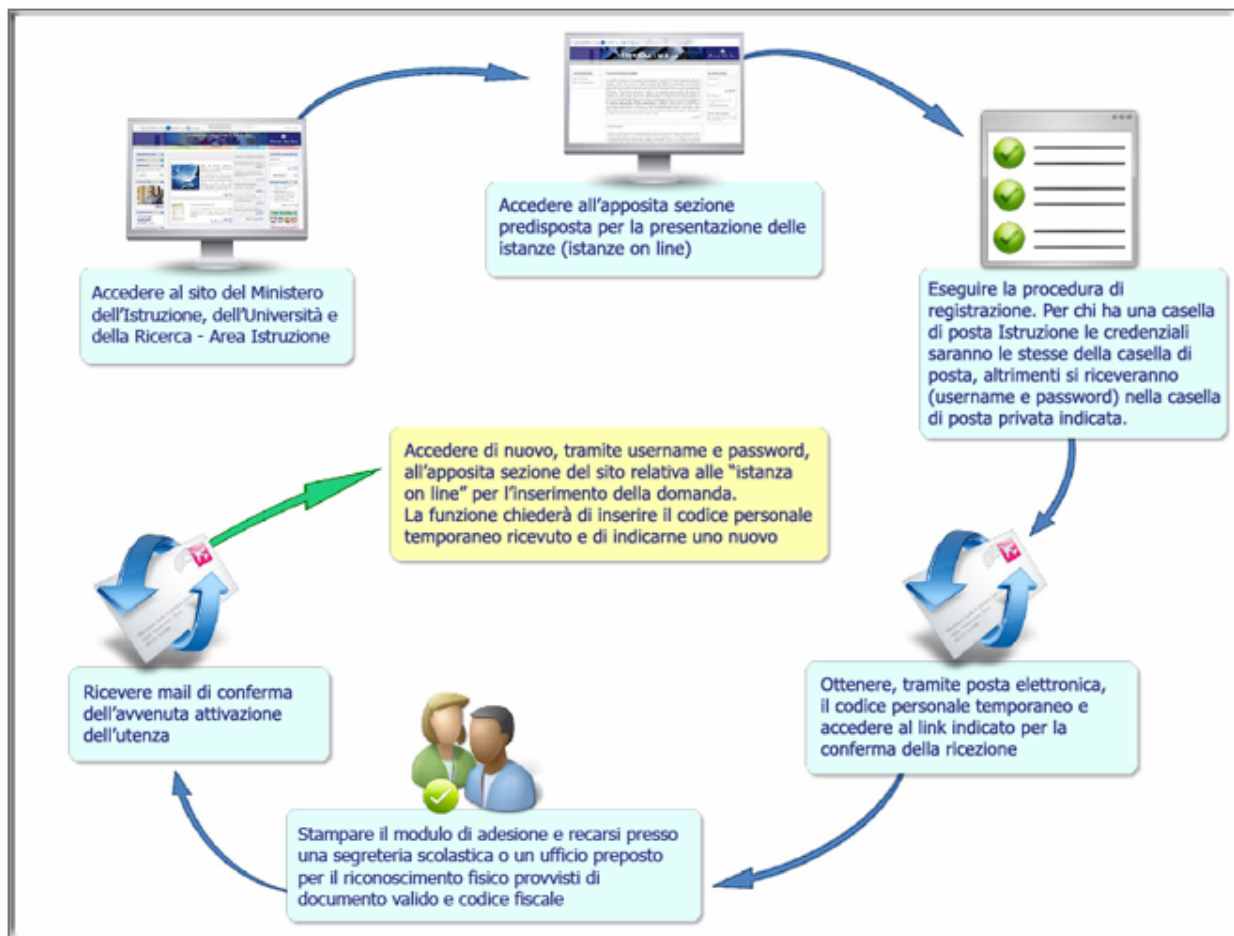 Accedere al sito del Ministero
dell'Istruzione, dell'Università e
della Ricerca - Area Istruzione
Accedere all'apposita sezione
predisposta per la presentazione delle
istanze (istanze on line)
Eseguire la procedura di
registrazione. Per chi ha una casella
di posta Istruzione le credenziali
saranno le stesse della casella di
posta, altrimenti si riceveranno
(username e password) nella casella
di posta privata indicata.
Ottenere, tramite posta elettronica,
il codice personale temporaneo e
accedere al link indicato per la
conferma della ricezione
Stampare il modulo di adesione e recarsi presso
una segreteria scolastica o un ufficio preposto
per il riconoscimento fisico provvisti di
documento valido e codice fiscale
Ricevere mail di conferma
dell'avvenuta attivazione
dell'utenza
Accedere di nuovo, tramite username e password,
all'apposita sezione del sito relativa alle “istanza
on line” per l'inserimento della domanda.
La funzione chiederà di inserire il codice personale
temporaneo ricevuto e di indicarne uno nuovo